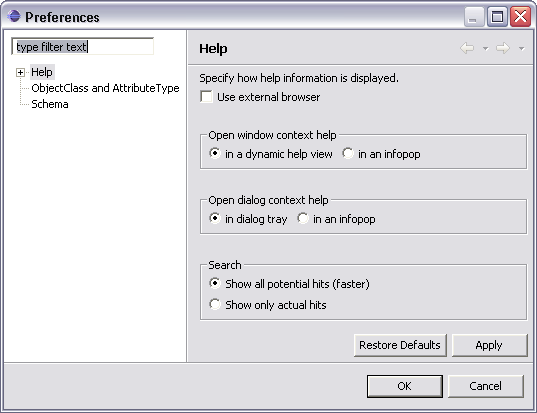 Preferences
type filter text
Help
ObjectClass and AttributeType
Schema
Help
Specify how help information is displayed.
Use external browser
Open window context help
in a dynamic help view in an infopop
Open dialog context help
in dialog tray in an infopop
Search
Show all potential hits (faster)
Show only actual hits
Restore Defaults Apply
OK Cancel